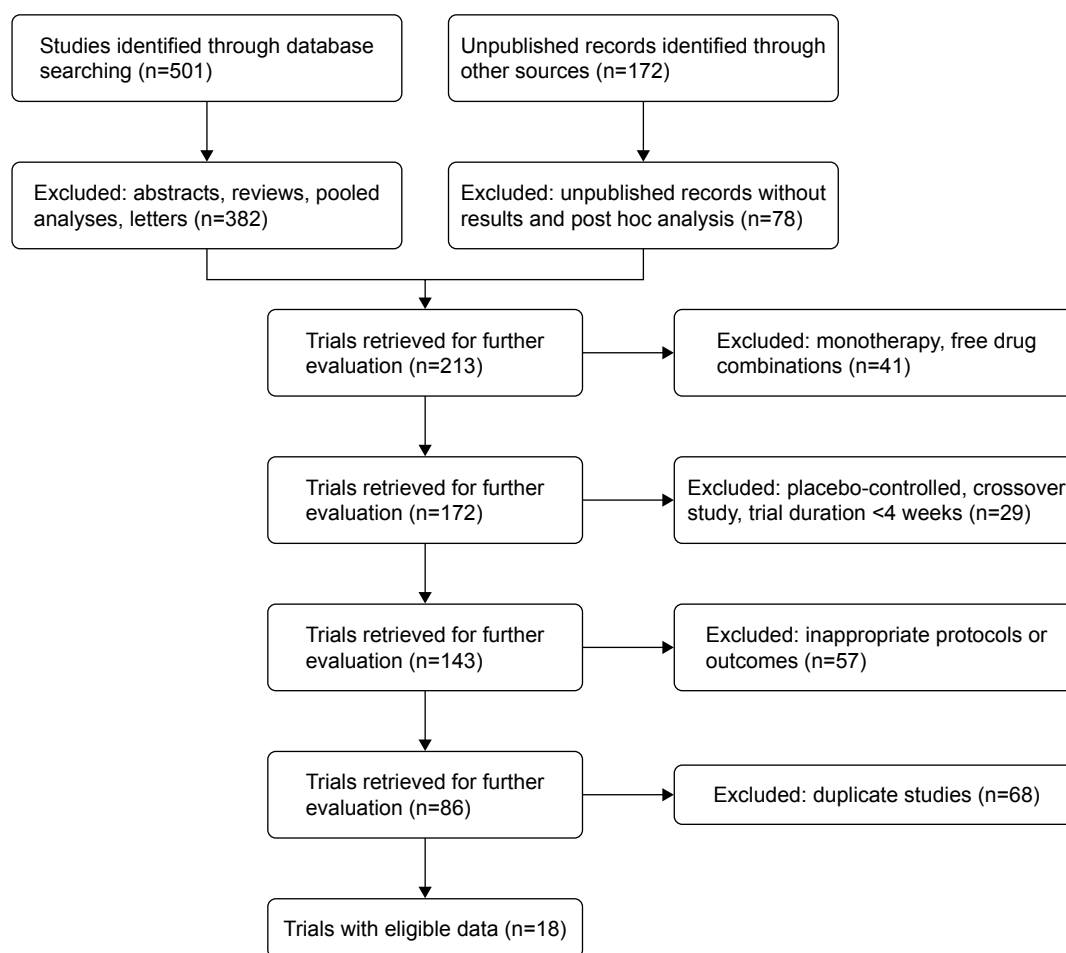 Studies identified through database
searching (n=501)
Unpublished records identified through
other sources (n=172)
Excluded: abstracts, reviews, pooled
analyses, letters (n=382)
Excluded: unpublished records without
results and post hoc analysis (n=78)
Trials retrieved for further
evaluation (n=213)
Excluded: monotherapy, free drug
combinations (n=41)
Trials retrieved for further
evaluation (n=172)
Excluded: placebo-controlled, crossover
study, trial duration <4 weeks (n=29)
Trials retrieved for further
evaluation (n=143)
Excluded: inappropriate protocols or
outcomes (n=57)
Trials retrieved for further
evaluation (n=86)
Excluded: duplicate studies (n=68)
Trials with eligible data (n=18)